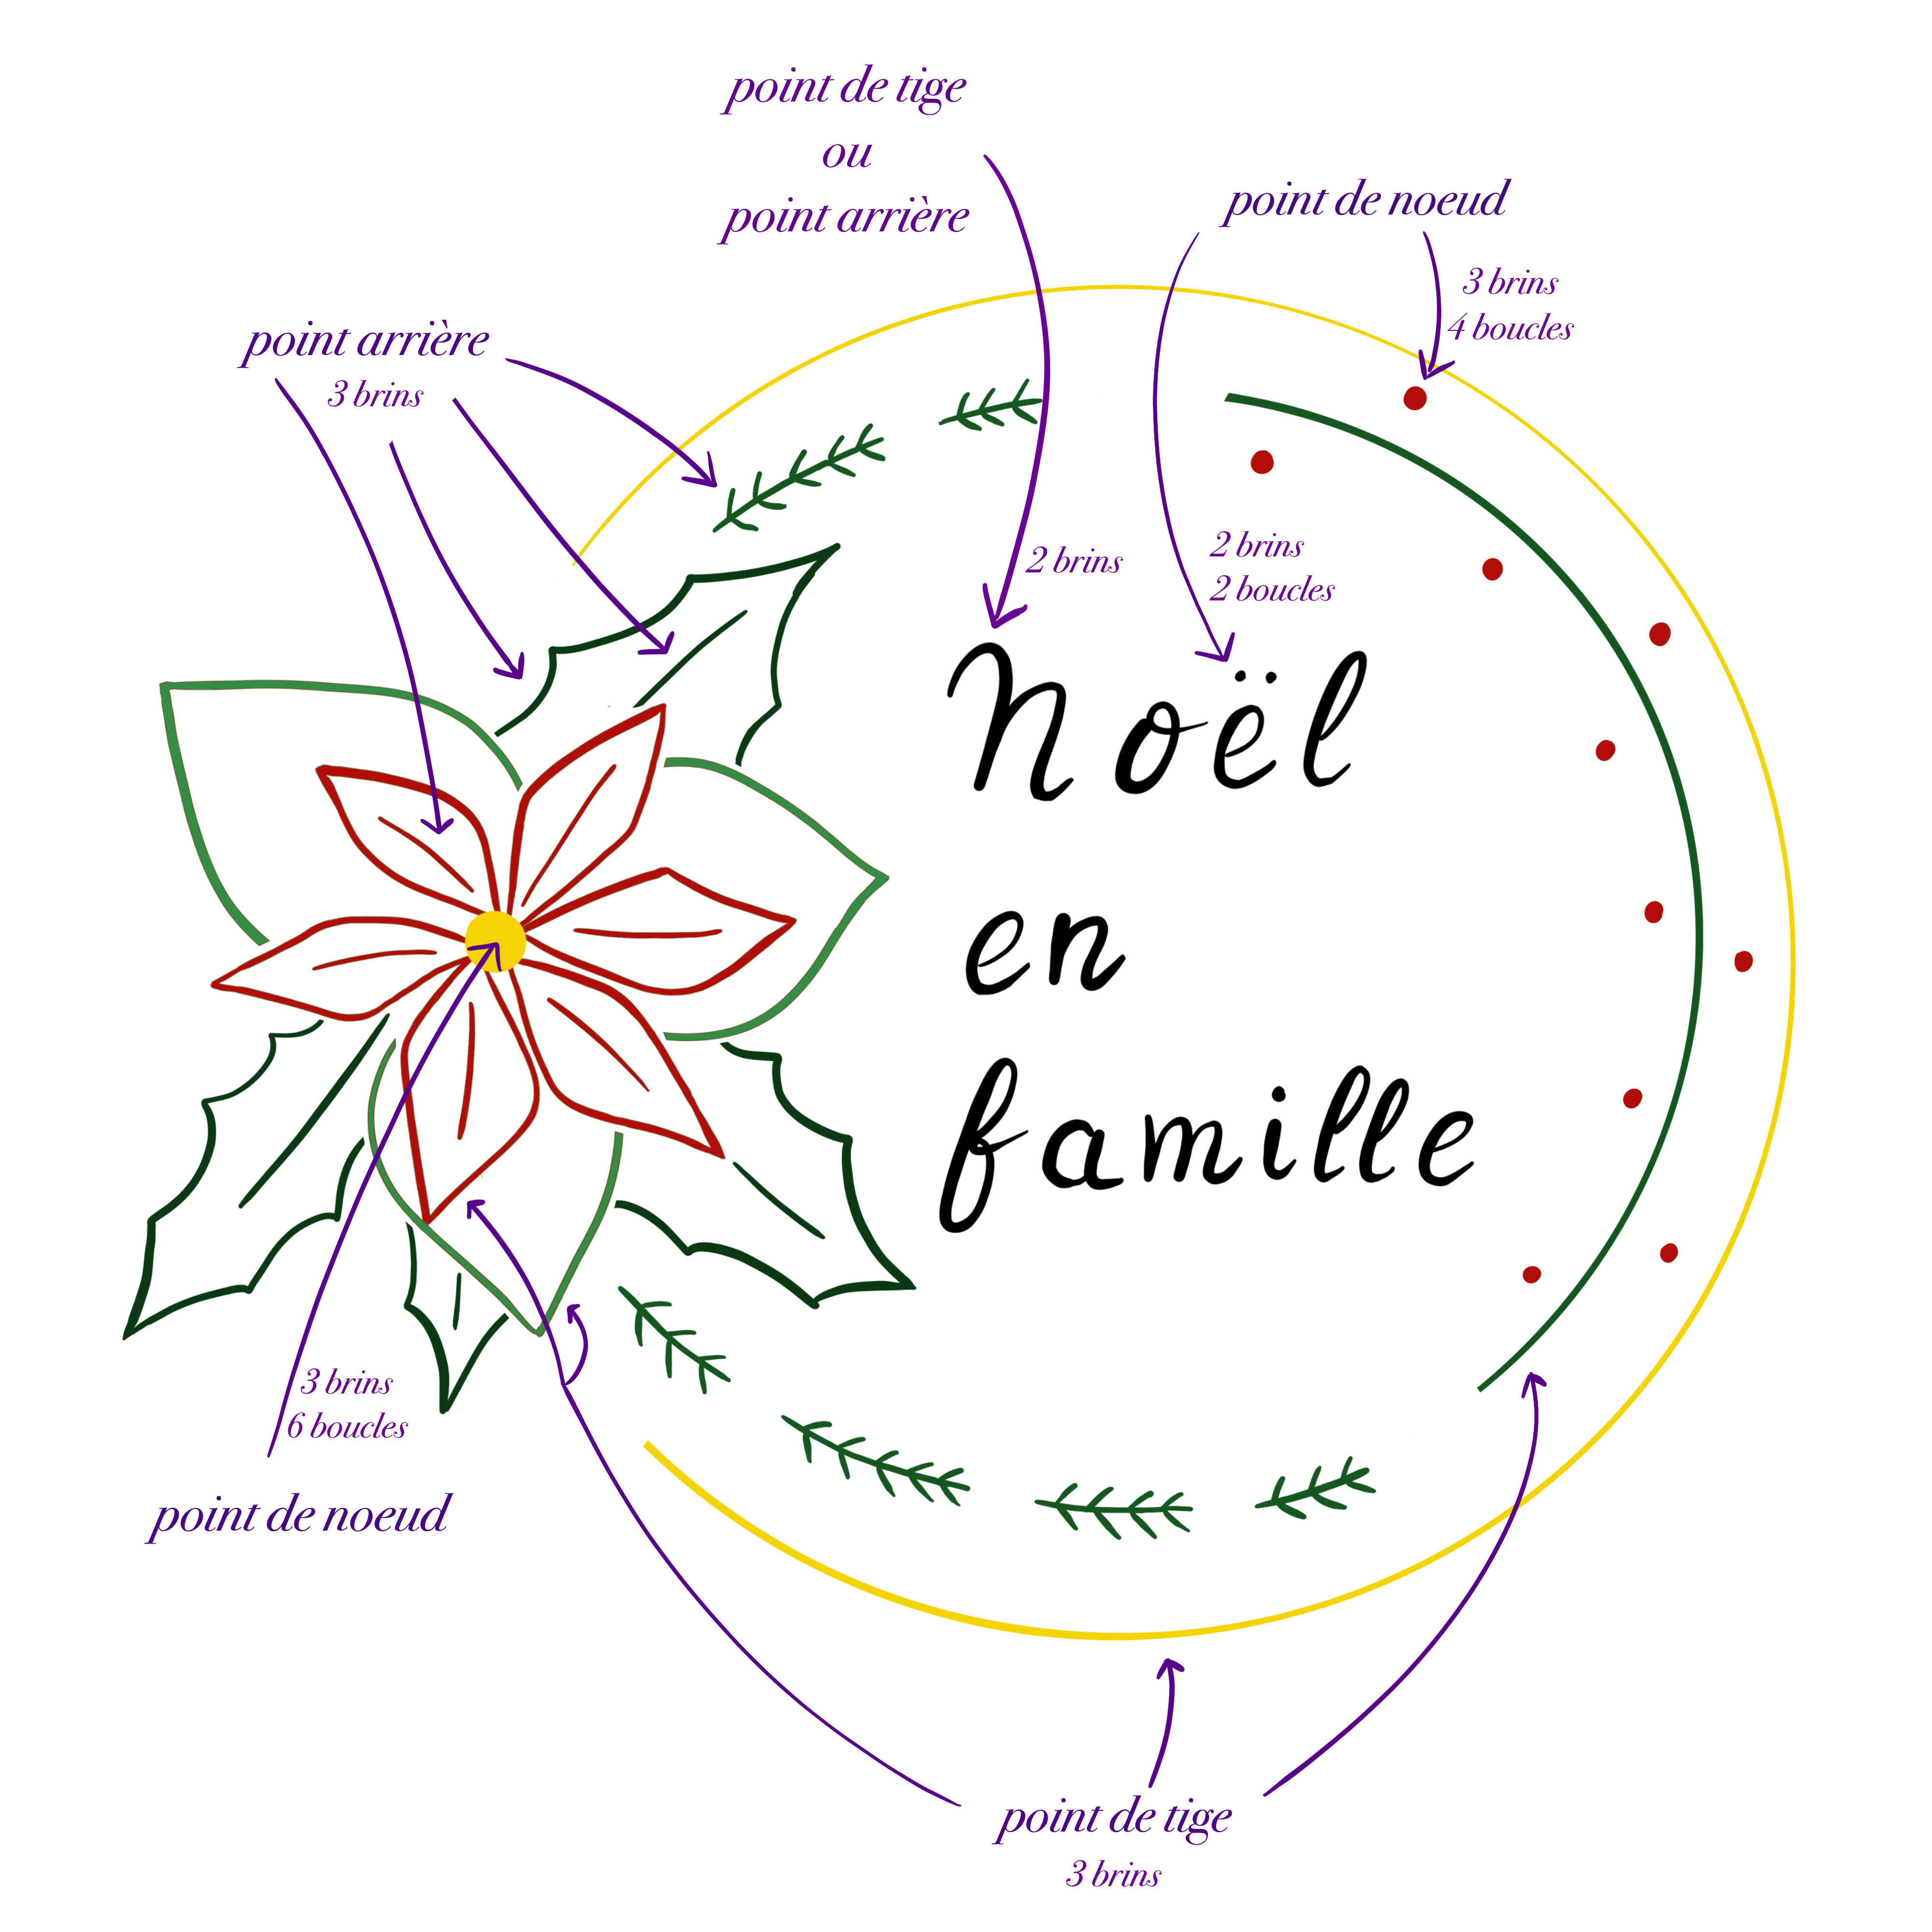 point de tige
ou
point arrière
point de noeud
3 brins
4 boucles
point arrière
3 brins
2 brins
2 brins
2 boucles
Noël
en
famille
3 brins
6 boucles
point de noeud
point de tige
3 brins